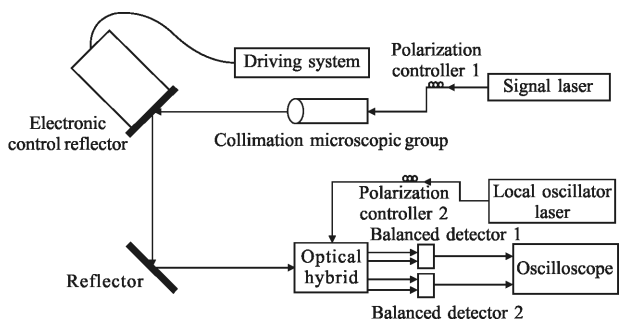 Driving system
Polarization
controller 1
Signal laser
Electronic
control reflector
Collimation microscopic group
Polarization
controller 2
Local oscillator
laser
Balanced detector 1
Reflector
Optical
hybrid
Oscilloscope
Balanced detector 2